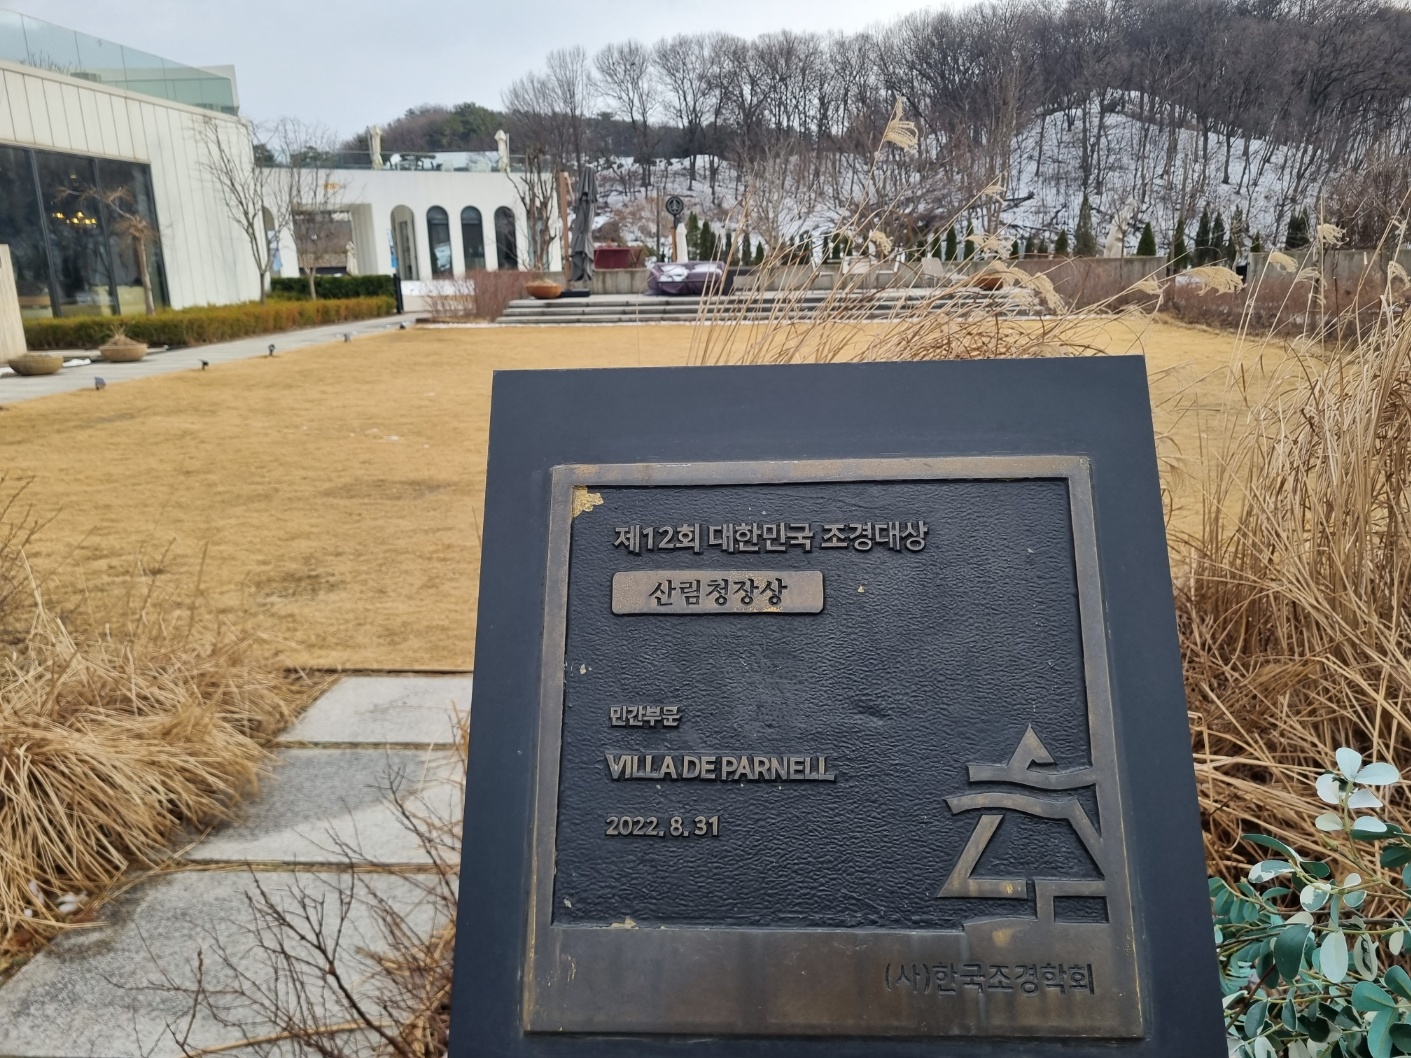 제12회 대한민국 조경대상
산림청장상
민간부문
VILLA DE PARNELL
2022. 8. 31
(사)한국조경학회